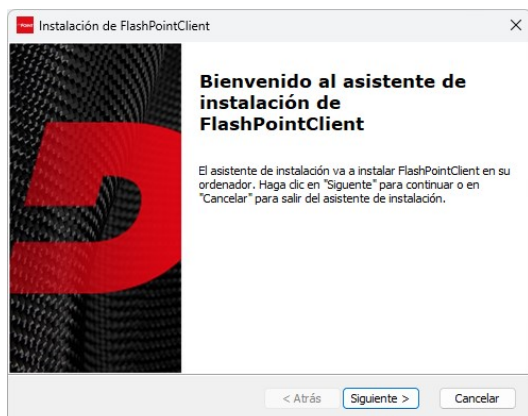 Instalación de FlashPointClient
Bienvenido al asistente de
instalación de
FlashPointClient
El asistente de instalación va a instalar FlashPointClient en su
ordenador. Haga clic en "Siguente" para continuar o en
"Cancelar" para salir del asistente de instalación.
< Atrás Siguiente > Cancelar